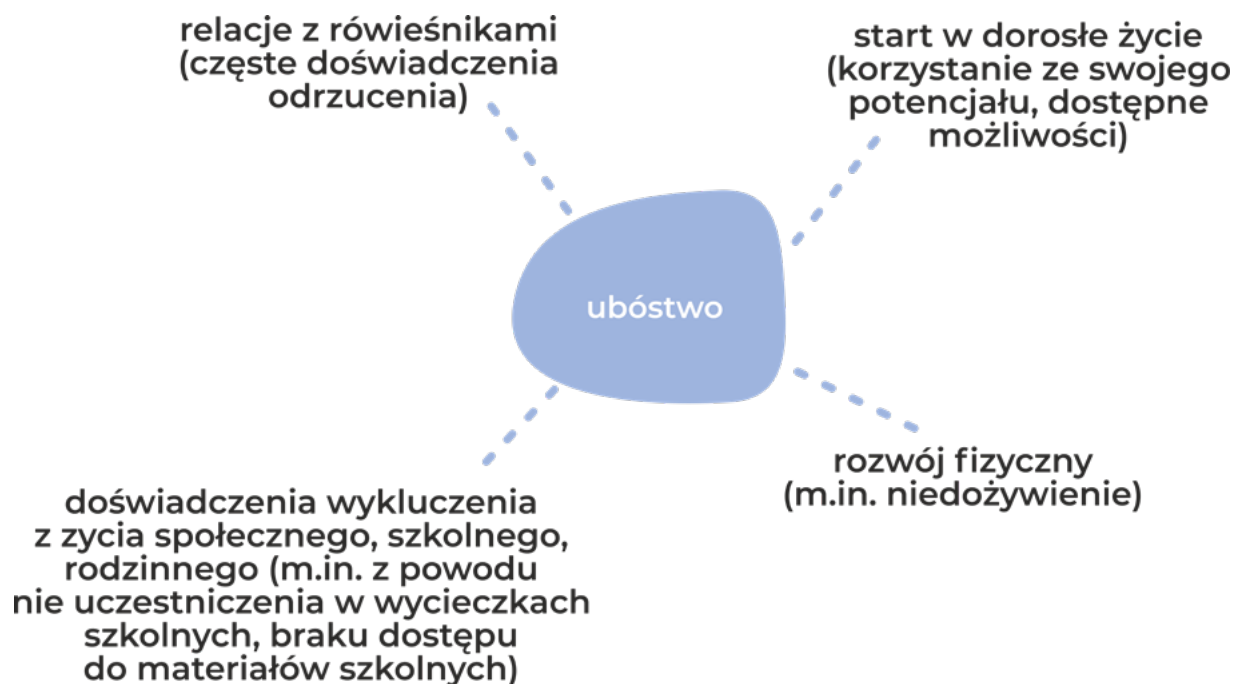 relacje z rówieśnikami
(częste doświadczenia
odrzucenia)
start w dorosłe życie
(korzystanie ze swojego
potencjału, dostępne
możliwości)
ubóstwo
doświadczenia wykluczenia
z zycia społecznego, szkolnego,
rodzinnego (m.in. z powodu
nie uczestniczenia w wycieczkach
szkolnych, braku dostępu
do materiałów szkolnych)
rozwój fizyczny
(m.in. niedożywienie)